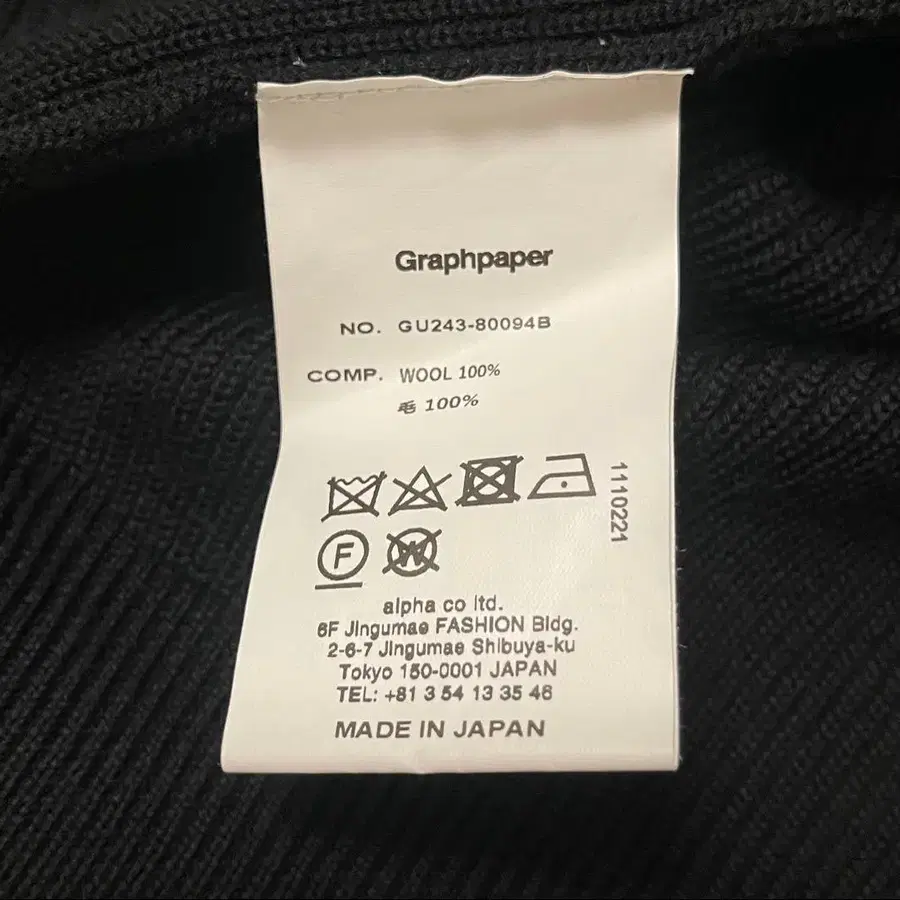 Graphpaper
NO. GU243-80094B
COMP. WOOL 100%
毛 100%
1110221
F
W
alpha co ltd.
6F Jingumae FASHION Bldg.
2-6-7 Jingumae Shibuya-ku
Tokyo 150-0001 JAPAN
TEL: +81 3 54 13 35 46
MADE IN JAPAN